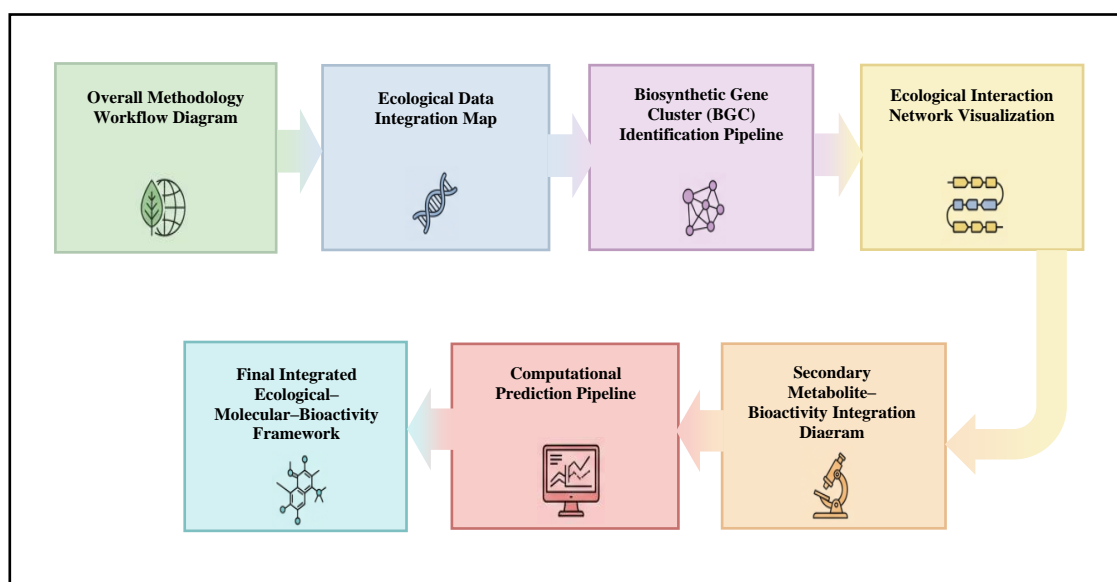 Overall Methodology
Workflow Diagram
Ecological Data
Integration Map
Biosynthetic Gene
Cluster (BGC)
Identification Pipeline
Ecological Interaction
Network Visualization
Secondary
Metabolite–
Bioactivity Integration
Diagram
Computational
Prediction Pipeline
Final Integrated
Ecological–
Molecular–Bioactivity
Framework